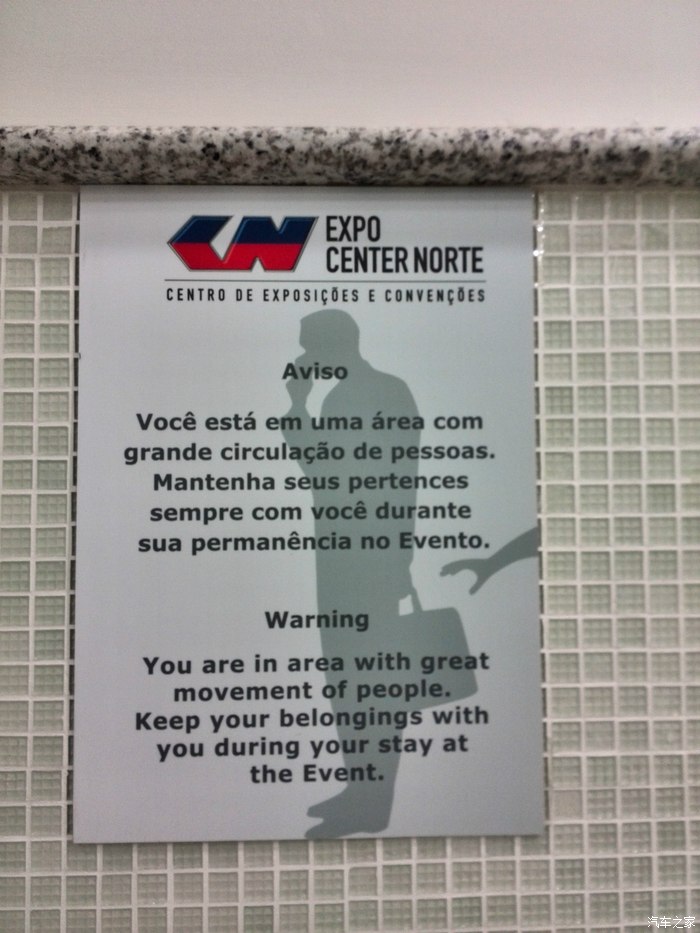 EXPO
CENTER NORTE
CENTRO DE EXPOSIÇÕES E CONVENÇÕES
Aviso
Você está em uma área com
grande circulação de pessoas.
Mantenha seus pertences
sempre com você durante
sua permanência no Evento.
Warning
You are in area with great
movement of people.
Keep your belongings with
you during your stay at
the Event.
汽车之家